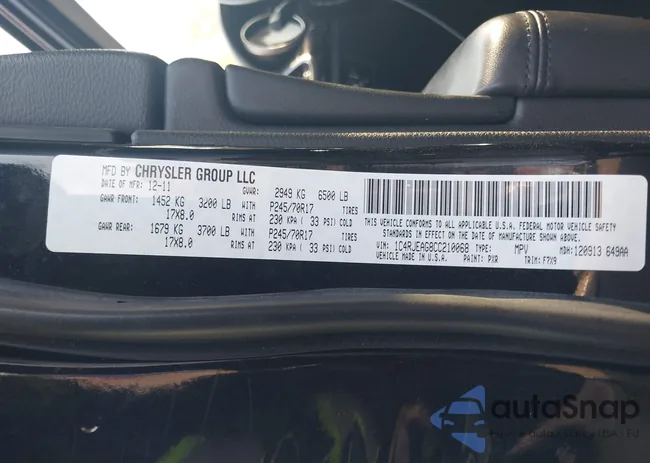 MFD BY CHRYSLER GROUP LLC
DATE OF MFR: 12-11 GVWR: 2949 KG 6500 LB
GAWR FRONT: 1452 KG 3200 LB WITH P245/70R17 TIRES
17X8.0 RIMS AT 230 KPA ( 33 PSI) COLD
GAWR REAR: 1679 KG 3700 LB WITH P245/70R17 TIRES
17X8.0 RIMS AT 230 KPA ( 33 PSI) COLD
THIS VEHICLE CONFORMS TO ALL APPLICABLE U.S.A. FEDERAL MOTOR VEHICLE SAFETY
STANDARDS IN EFFECT ON THE DATE OF MANUFACTURE SHOWN ABOVE.
VIN: 1C4RJEAG8CC210068 TYPE: MPV MDH: 120913 649AA
VEHICLE MADE IN U.S.A. PAINT: PXR TRIM: F7X9
autoSnap